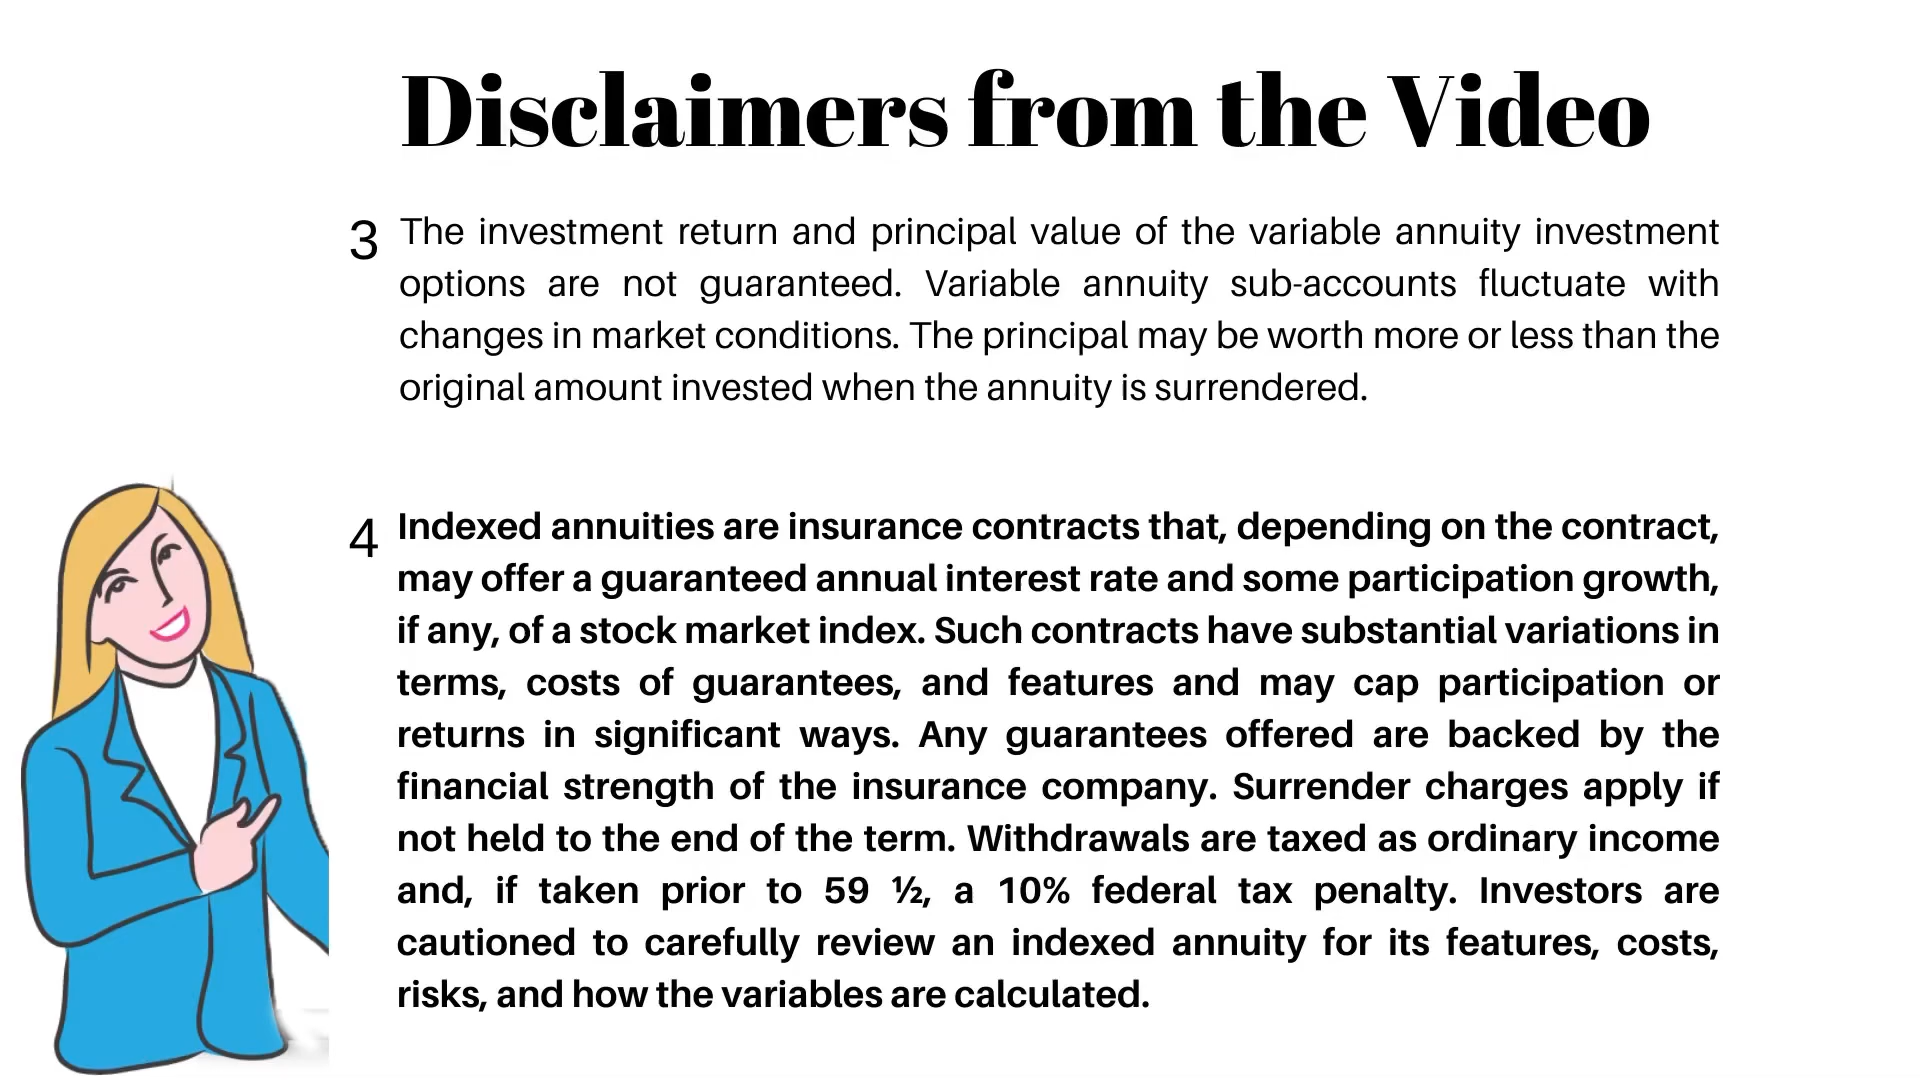 Disclaimers from the Video
3 The investment return and principal value of the variable annuity investment
options are not guaranteed. Variable annuity sub-accounts fluctuate with
changes in market conditions. The principal may be worth more or less than the
original amount invested when the annuity is surrendered.
4 Indexed annuities are insurance contracts that, depending on the contract,
may offer a guaranteed annual interest rate and some participation growth,
if any, of a stock market index. Such contracts have substantial variations in
terms, costs of guarantees, and features and may cap participation or
returns in significant ways. Any guarantees offered are backed by the
financial strength of the insurance company. Surrender charges apply if
not held to the end of the term. Withdrawals are taxed as ordinary income
and, if taken prior to 59 ½, a 10% federal tax penalty. Investors are
cautioned to carefully review an indexed annuity for its features, costs,
risks, and how the variables are calculated.